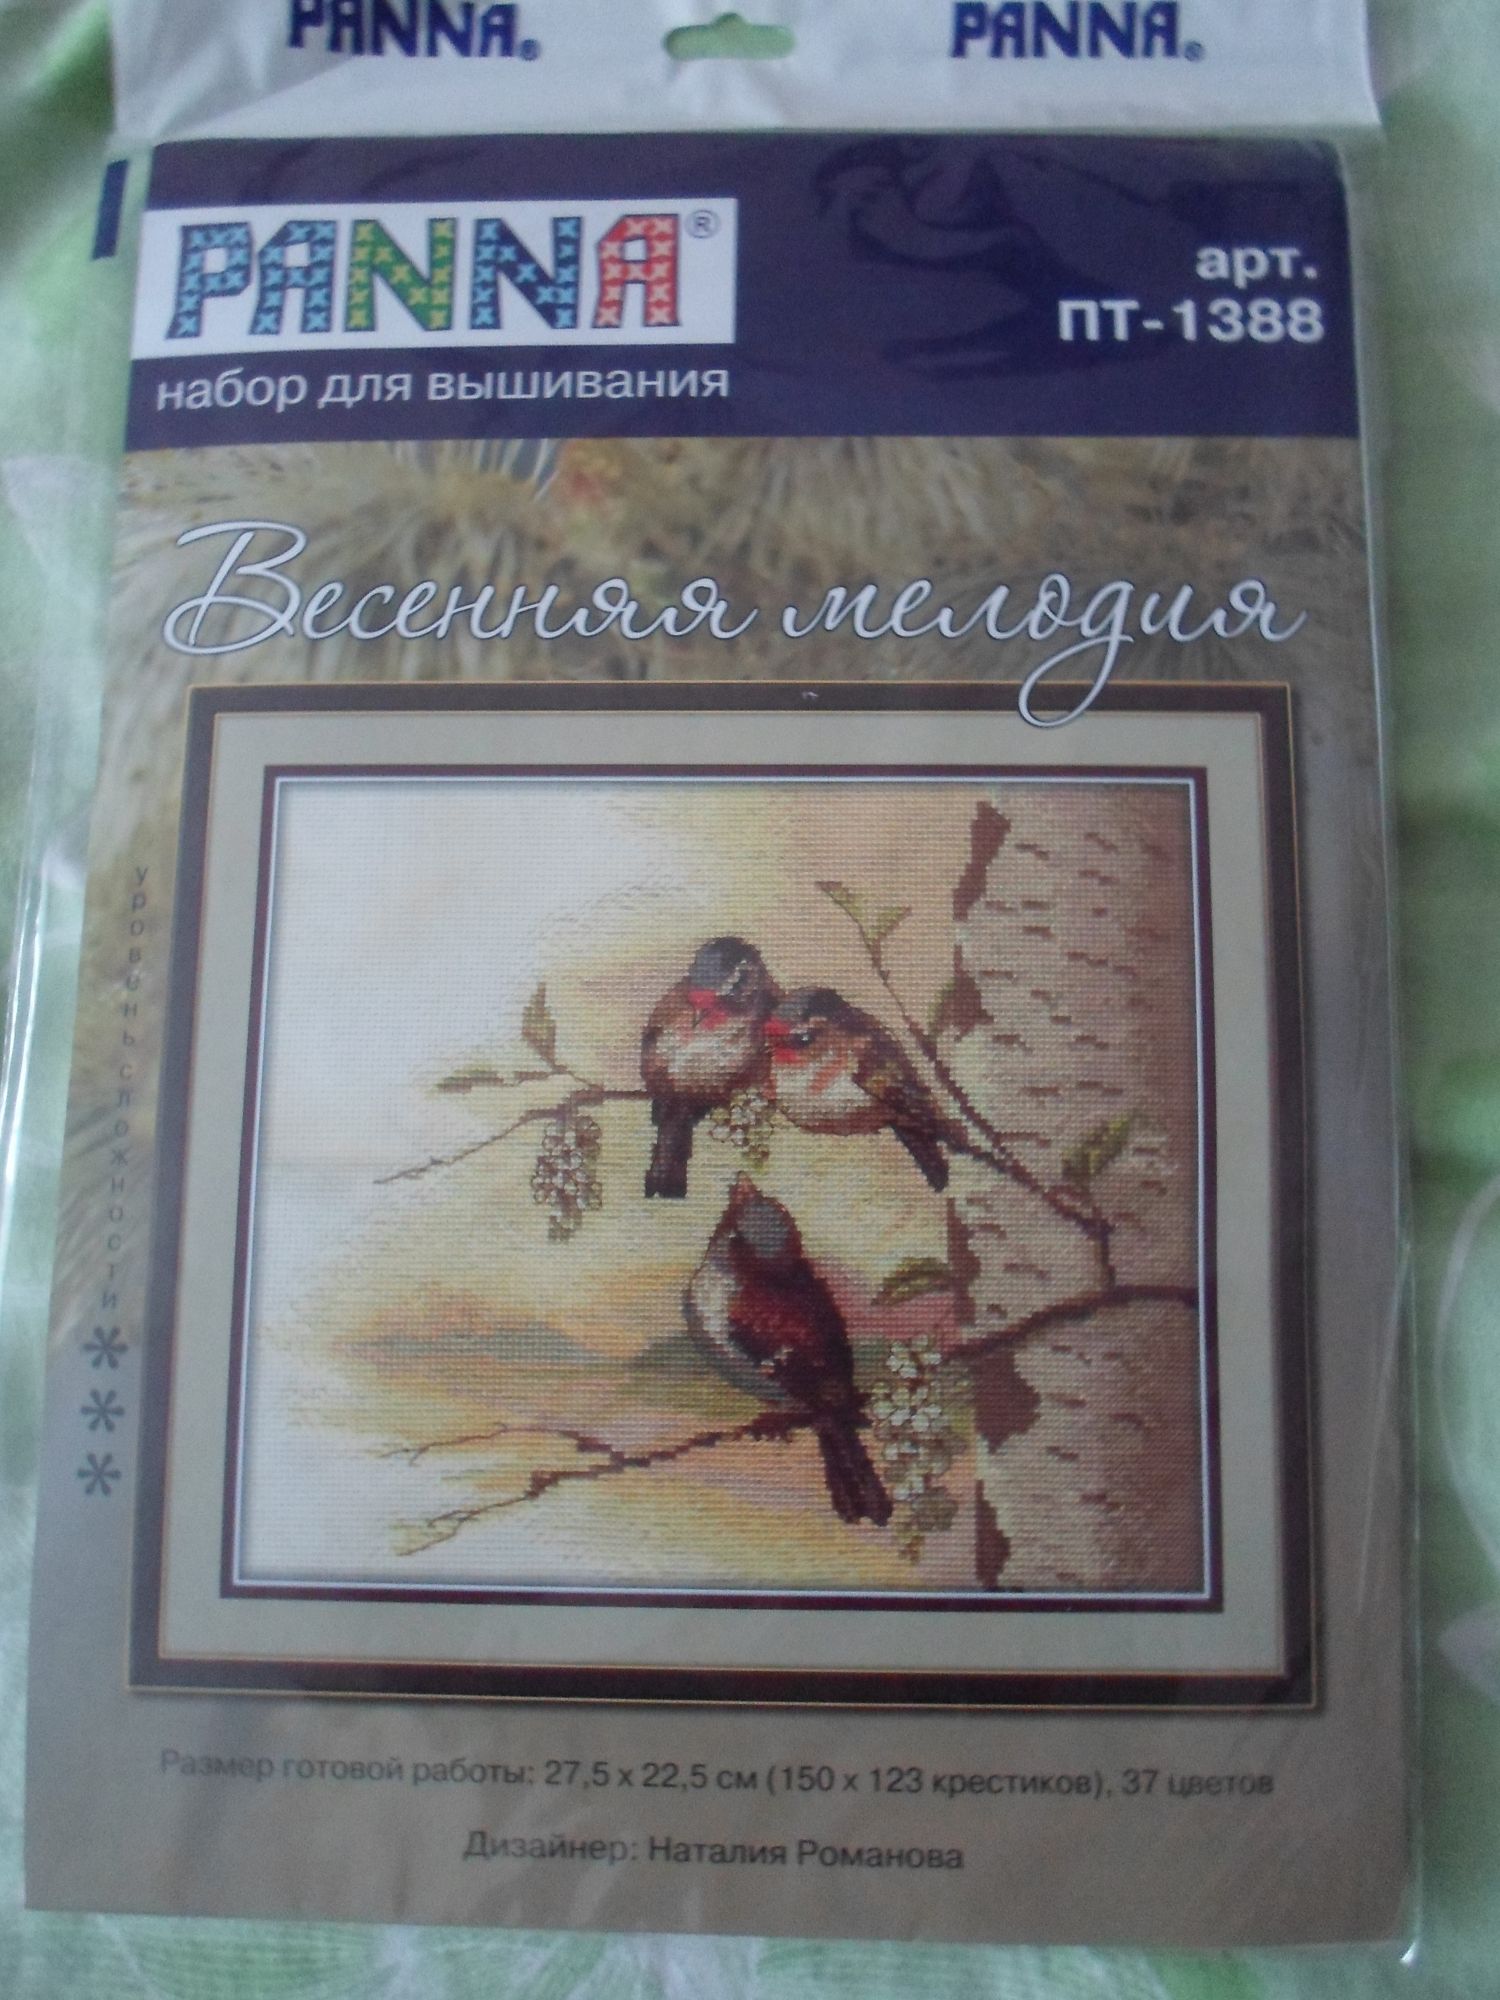 PANNA®
PANNA®
PANNA®
арт.
ПТ-1388
набор для вышивания
Весенняя мелодия
уровень сложности ***
Размер готовой работы: 27,5 х 22,5 см (150 х 123 крестиков), 37 цветов
Дизайнер: Наталия Романова